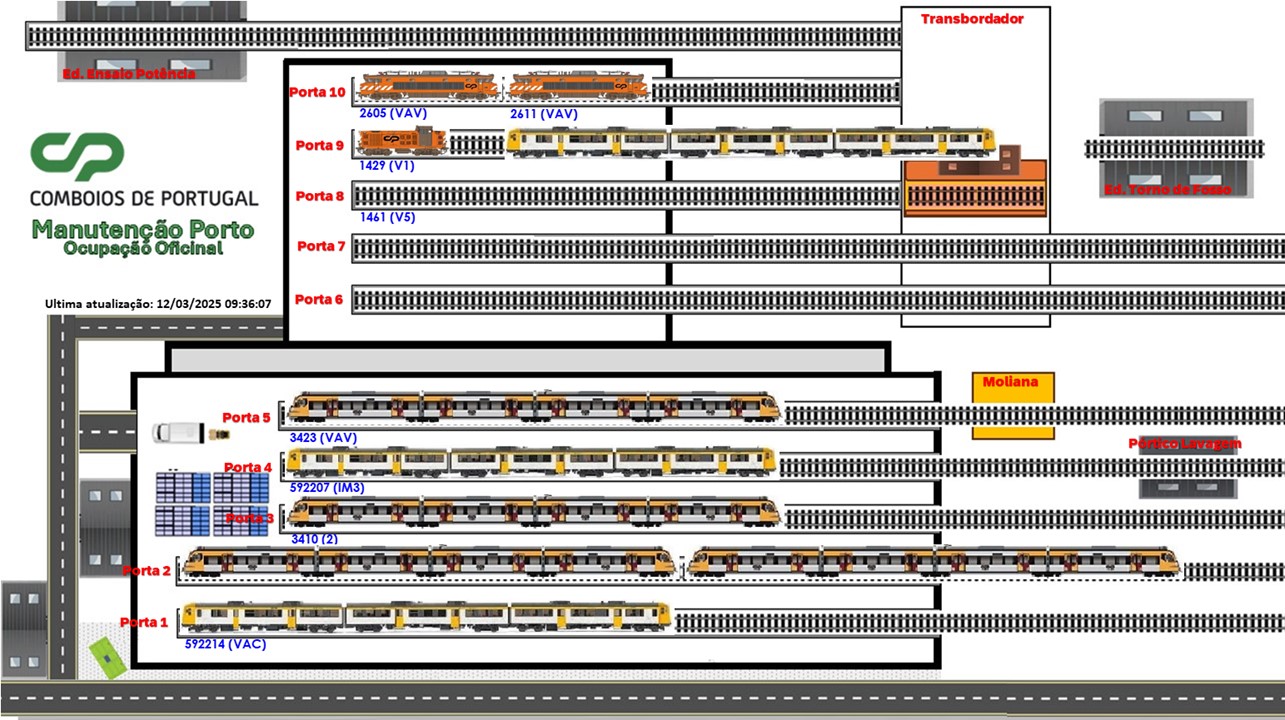 Transbordador
Ed. Ensaio Potência
Porta 10
2605 (VAV)
2611 (VAV)
Porta 9
1429 (V1)
CP
COMBOIOS DE PORTUGAL
Manutenção Porto
Ocupação Oficinal
Ed. Torno de Fosso
Porta 8
1461 (V5)
Porta 7
Porta 6
Ultima atualização: 12/03/2025 09:36:07
Moliana
Porta 5
3423 (VAV)
Pórtico Lavagem
Porta 4
592207 (IM3)
Porta 3
3410 (2)
Porta 2
Porta 1
592214 (VAC)